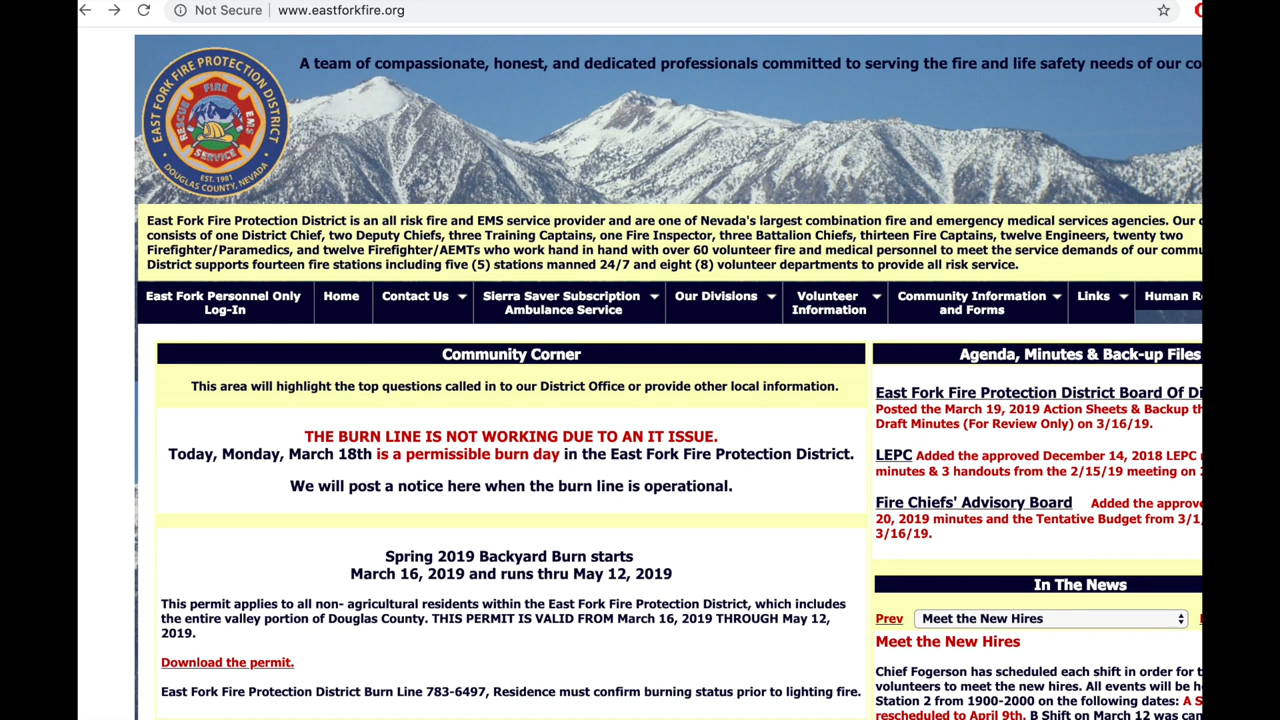 Not Secure | www.eastforkfire.org
A team of compassionate, honest, and dedicated professionals committed to serving the fire and life safety needs of our
EAST FORK FIRE PROTECTION DISTRICT
FIRE
RESCUE
EMS
SERVICE
EST. 1981
DOUGLAS COUNTY, NEVADA
East Fork Fire Protection District is an all risk fire and EMS service provider and are one of Nevada's largest combination fire and emergency medical services agencies. Our
consists of one District Chief, two Deputy Chiefs, three Training Captains, one Fire Inspector, three Battalion Chiefs, thirteen Fire Captains, twelve Engineers, twenty two
Firefighter/Paramedics, and twelve Firefighter/AEMTs who work hand in hand with over 60 volunteer fire and medical personnel to meet the service demands of our
District supports fourteen fire stations including five (5) stations manned 24/7 and eight (8) volunteer departments to provide all risk service.
East Fork Personnel Only
Log-In
Home
Contact Us
Sierra Saver Subscription
Ambulance Service
Our Divisions
Volunteer
Information
Community Information
and Forms
Links
Human
Community Corner
This area will highlight the top questions called in to our District Office or provide other local information.
THE BURN LINE IS NOT WORKING DUE TO AN IT ISSUE.
Today, Monday, March 18th is a permissible burn day in the East Fork Fire Protection District.
We will post a notice here when the burn line is operational.
Spring 2019 Backyard Burn starts
March 16, 2019 and runs thru May 12, 2019
This permit applies to all non- agricultural residents within the East Fork Fire Protection District, which includes
the entire valley portion of Douglas County. THIS PERMIT IS VALID FROM March 16, 2019 THROUGH May 12,
2019.
Download the permit.
East Fork Fire Protection District Burn Line 783-6497, Residence must confirm burning status prior to lighting fire.
Agenda, Minutes & Back-up Files
East Fork Fire Protection District Board Of
Posted the March 19, 2019 Action Sheets & Backup
Draft Minutes (For Review Only) on 3/16/19.
LEPC Added the approved December 14, 2018 LEPC
minutes & 3 handouts from the 2/15/19 meeting on
Fire Chiefs' Advisory Board Added the
20, 2019 minutes and the Tentative Budget from
3/16/19.
In The News
Prev
Meet the New Hires
Meet the New Hires
Chief Fogerson has scheduled each shift in order for
volunteers to meet the new hires. All events will be
Station 2 from 1900-2000 on the following dates: A
rescheduled to April 9th. B Shift on March 12 was